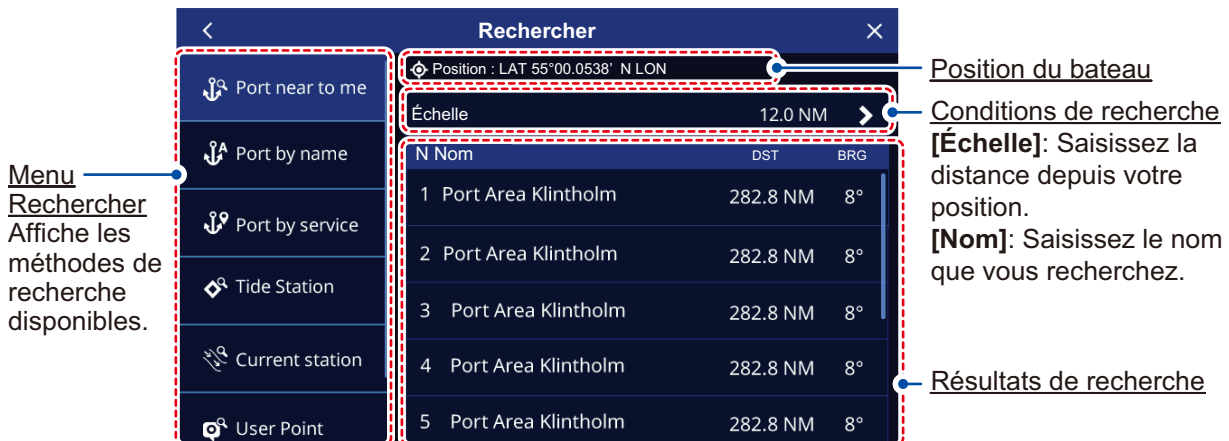 Rechercher
Position : LAT 55°00.0538’ N LON
Échelle 12.0 NM
N Nom DST BRG
1 Port Area Klintholm 282.8 NM 8°
2 Port Area Klintholm 282.8 NM 8°
3 Port Area Klintholm 282.8 NM 8°
4 Port Area Klintholm 282.8 NM 8°
5 Port Area Klintholm 282.8 NM 8°
Port near to me
Port by name
Port by service
Tide Station
Current station
User Point
Menu
Rechercher
Affiche les
méthodes de
recherche
disponibles.
Position du bateau
Conditions de recherche
[Échelle]: Saisissez la
distance depuis votre
position.
[Nom]: Saisissez le nom
que vous recherchez.
Résultats de recherche